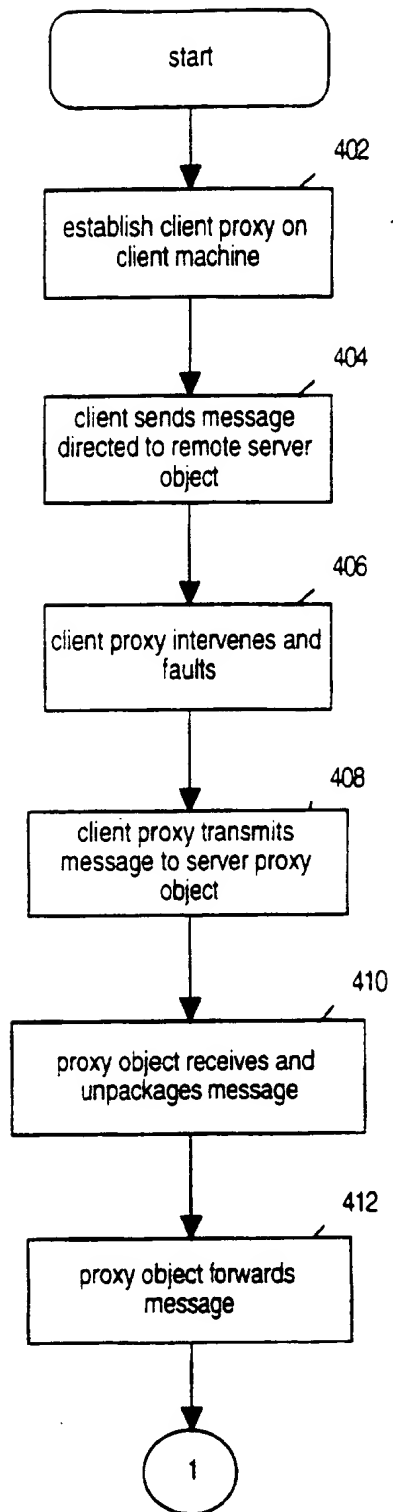 start
402
establish client proxy on
client machine
404
client sends message
directed to remote server
object
406
client proxy intervenes and
faults
408
client proxy transmits
message to server proxy
object
410
proxy object receives and
unpackages message
412
proxy object forwards
message
1